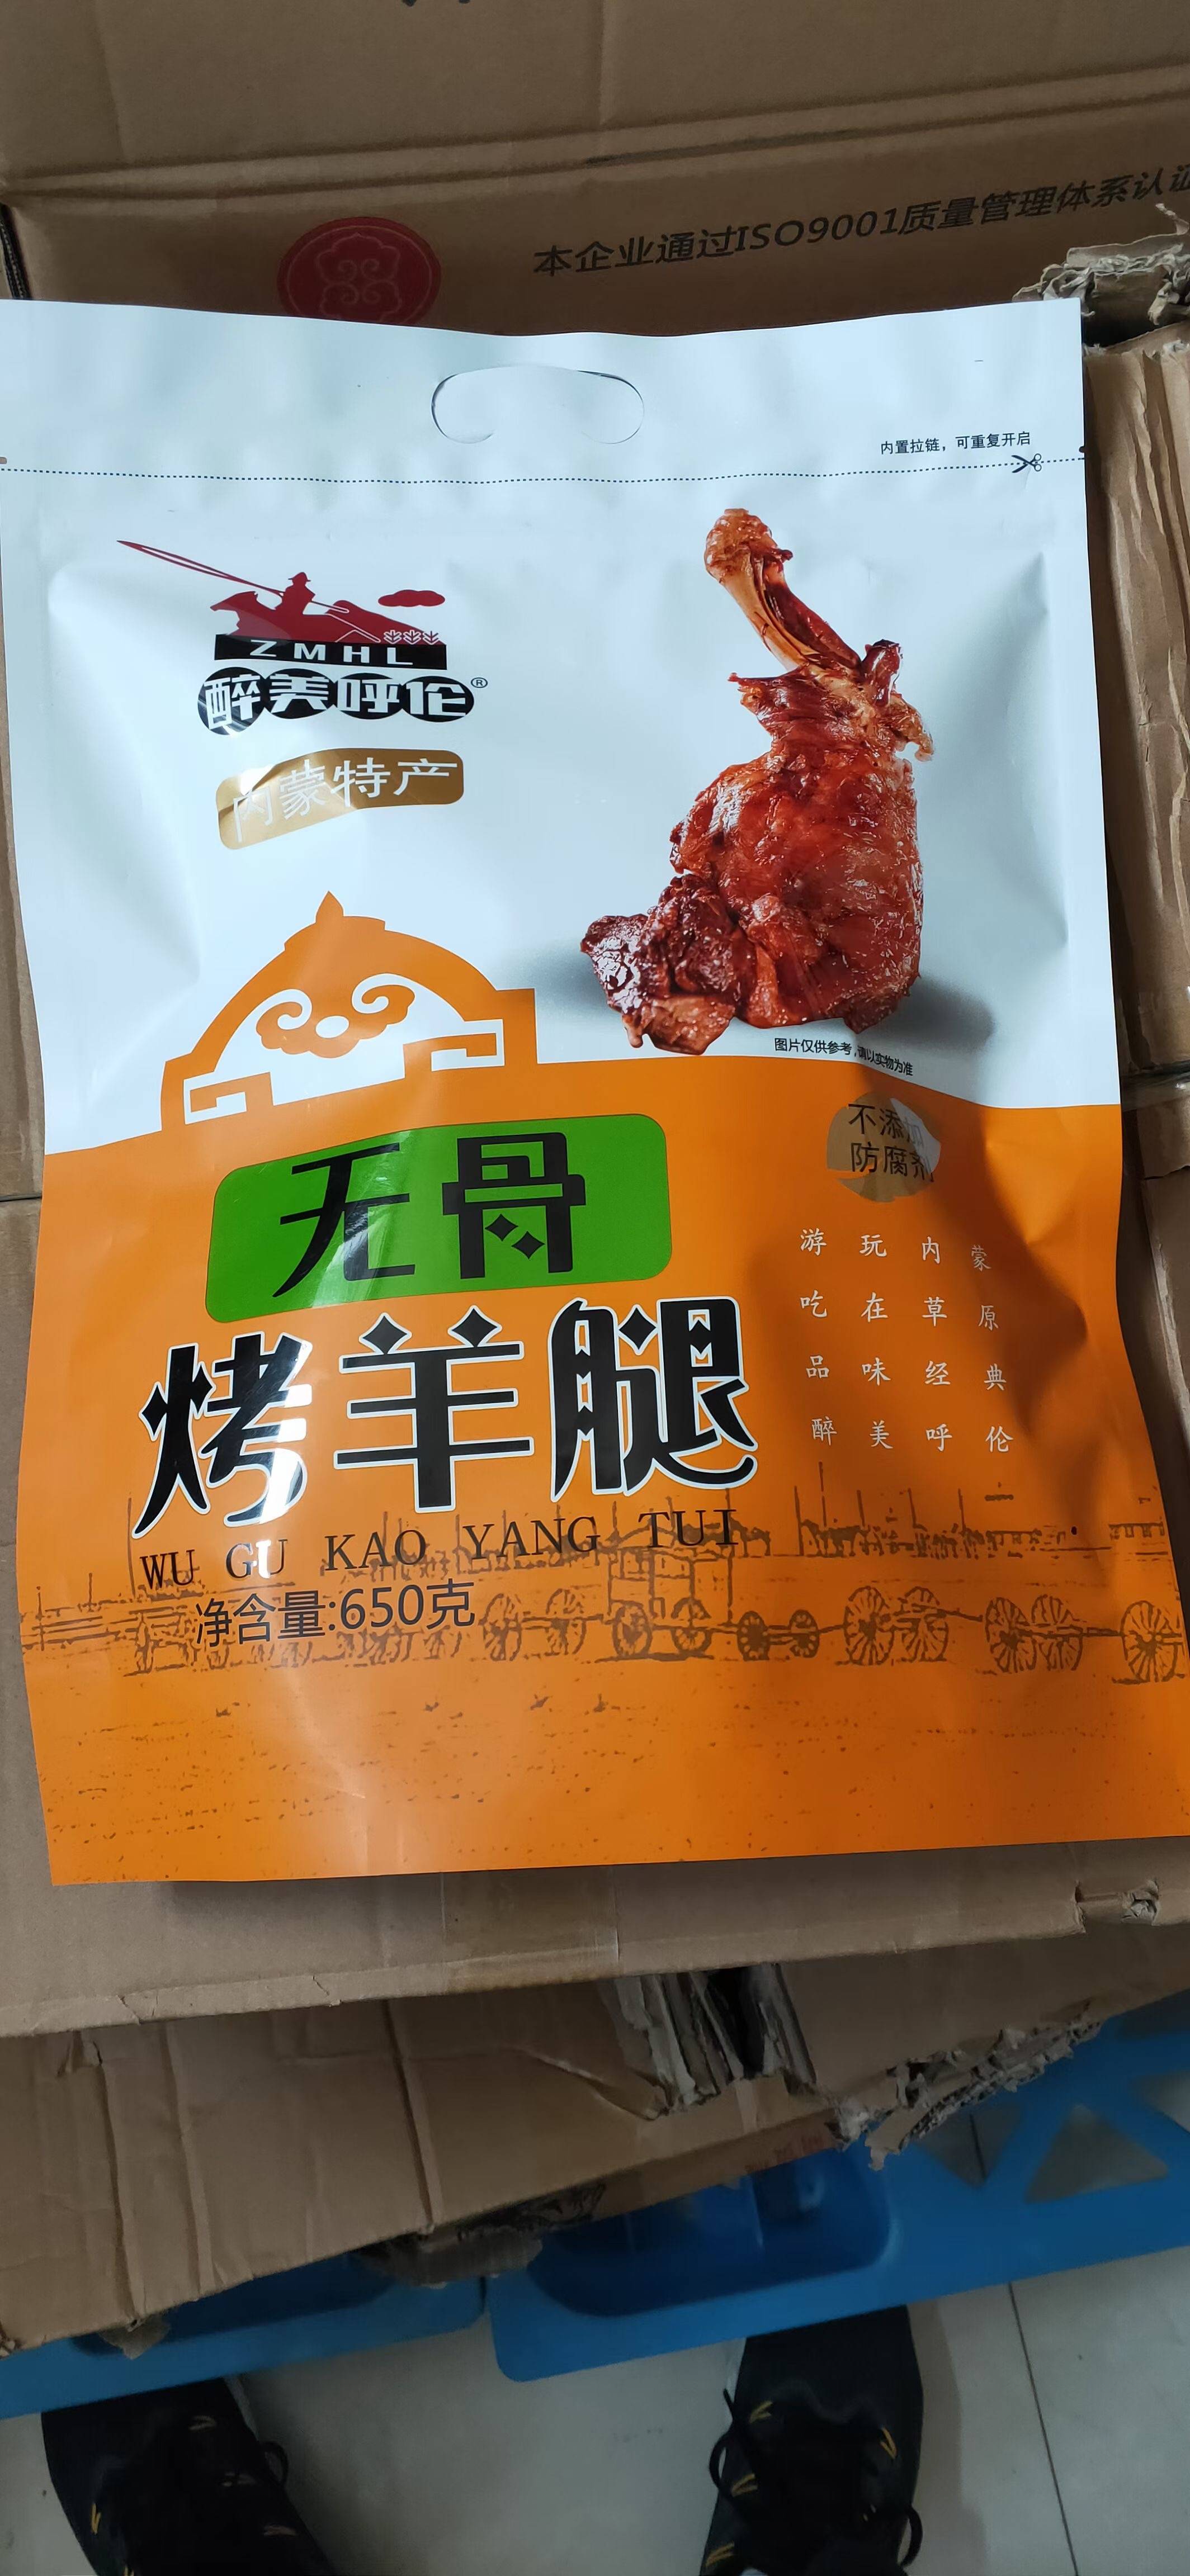 本企业通过ISO9001质量管理体系认证
内置拉链，可重复开启
ZMHL
醉美呼伦®
内蒙特产
图片仅供参考，请以实物为准
不添加
防腐剂
无骨
烤羊腿
WU GU KAO YANG TUI
净含量:650克
游玩内蒙
吃在草原
品味经典
醉美呼伦